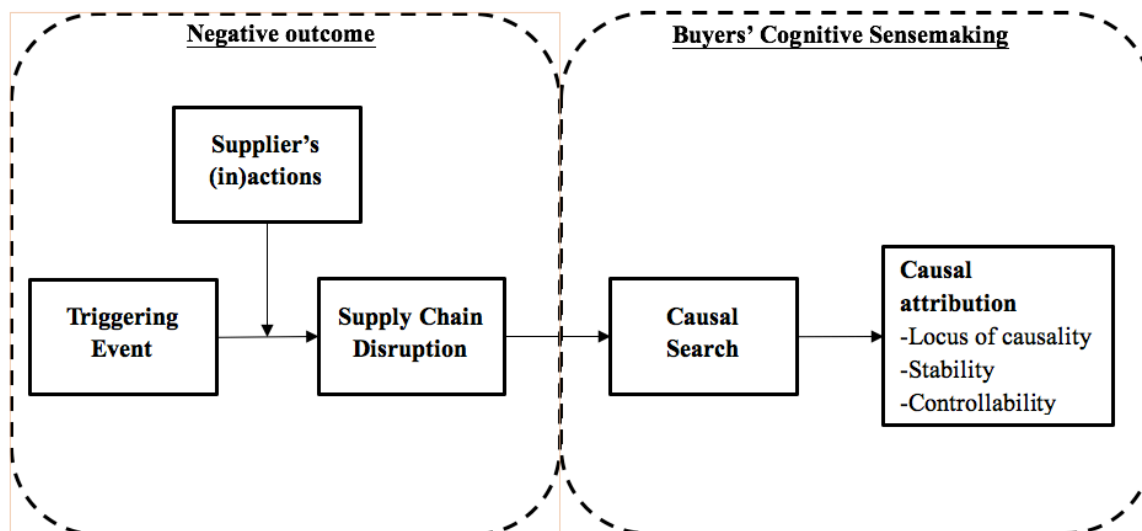 Negative outcome
Buyers’ Cognitive Sensemaking
Supplier’s
(in)actions
Triggering
Event
Supply Chain
Disruption
Causal
Search
Causal
attribution
-Locus of causality
-Stability
-Controllability